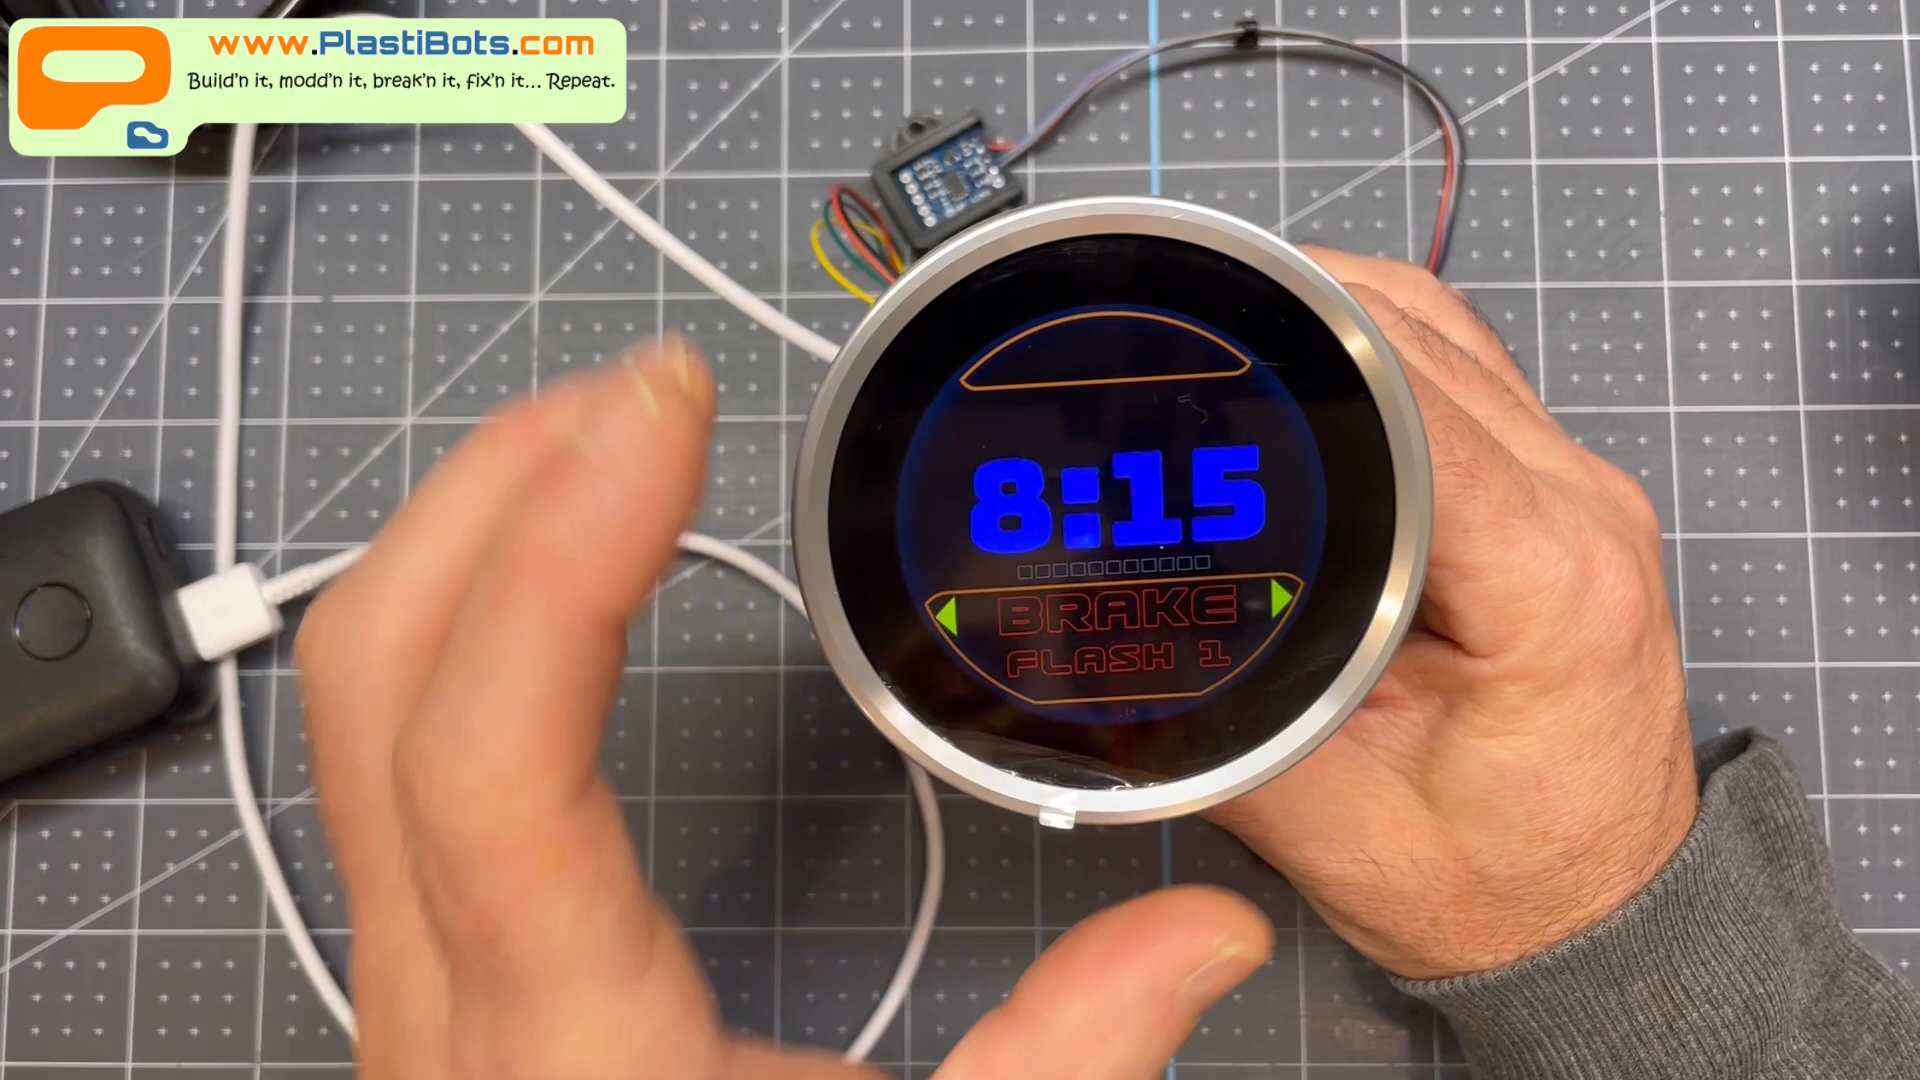 www.PlastiBots.com
Build'n it, modd'n it, break'n it, fix'n it... Repeat.
8:15
BRAKE
FLASH 1